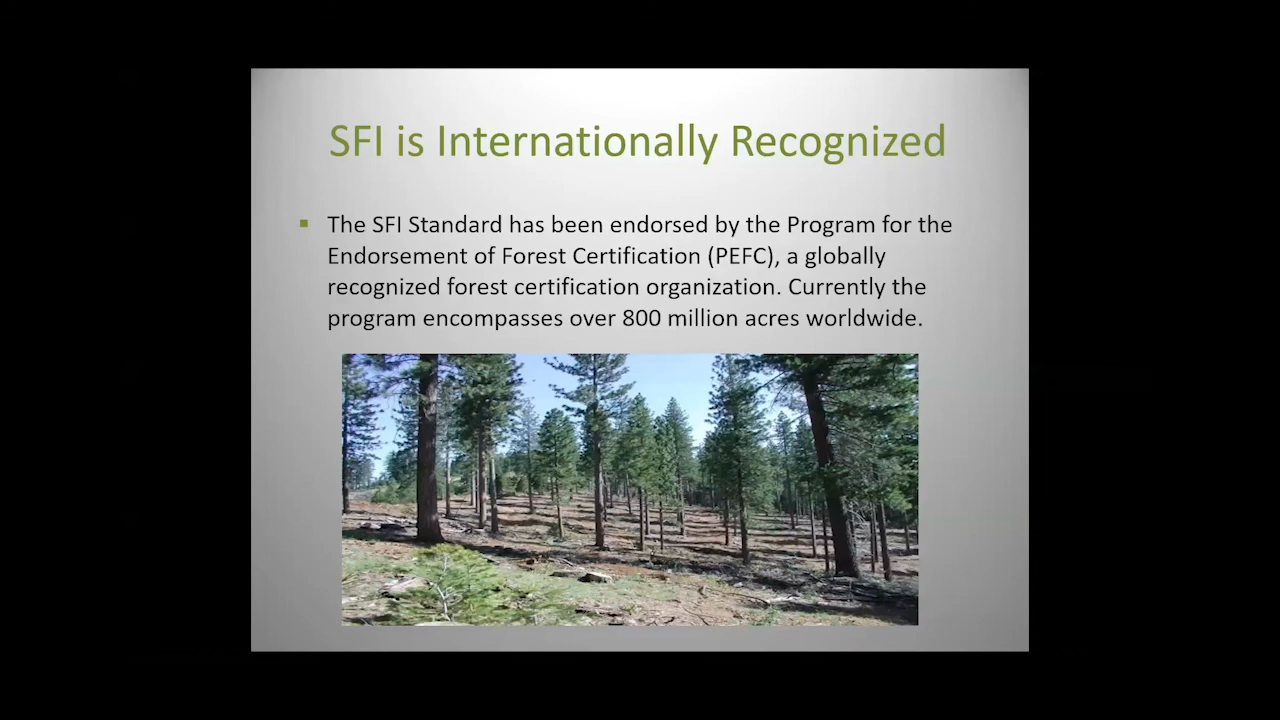 SFI is Internationally Recognized
The SFI Standard has been endorsed by the Program for the
Endorsement of Forest Certification (PEFC), a globally
recognized forest certification organization. Currently the
program encompasses over 800 million acres worldwide.